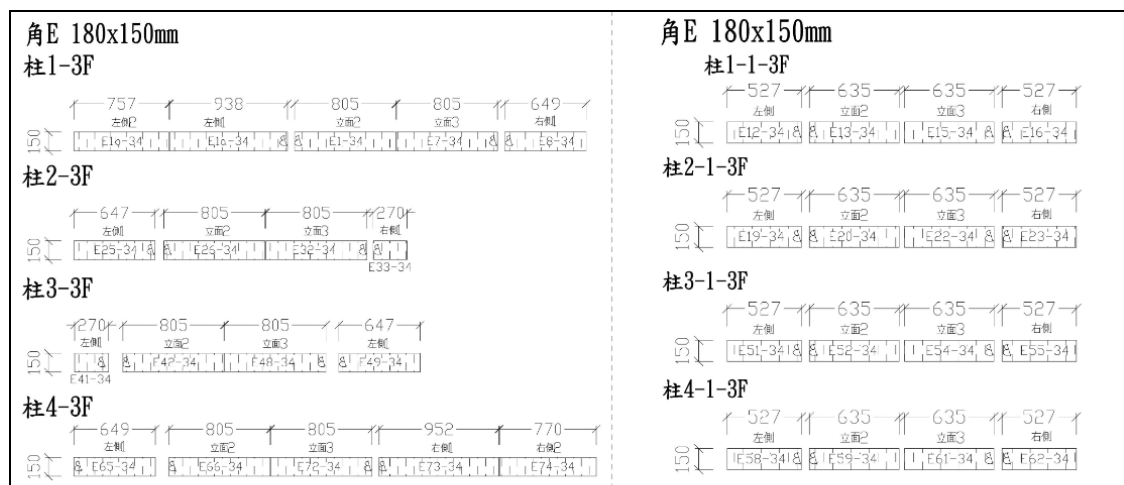 角E 180x150mm
柱1-3F
757 938 805 805 649
左側2 左側1 立面2 立面3 右側1
150
E1b-34 E1a-34 E1-34 E7-34 E8-34
柱2-3F
647 805 805 270
左側1 立面2 立面3 右側1
150
E25-34 E26-34 E32-34
E33-34
柱3-3F
270 805 805 647
左側1 立面2 立面3 左側1
150
E42-34 E48-34 E49-34
E41-34
柱4-3F
649 805 805 952 770
左側1 立面2 立面3 右側1 右側2
150
E65-34 E66-34 E72-34 E73-34 E74-34
角E 180x150mm
柱1-1-3F
527 635 635 527
左側 立面2 立面3 右側
150
E12-34 E13-34 E15-34 E16-34
柱2-1-3F
527 635 635 527
左側 立面2 立面3 右側
150
E19-34 E20-34 E22-34 E23-34
柱3-1-3F
527 635 635 527
左側 立面2 立面3 右側
150
E51-34 E52-34 E54-34 E55-34
柱4-1-3F
527 635 635 527
左側 立面2 立面3 右側
150
E58-34 E59-34 E61-34 E62-34